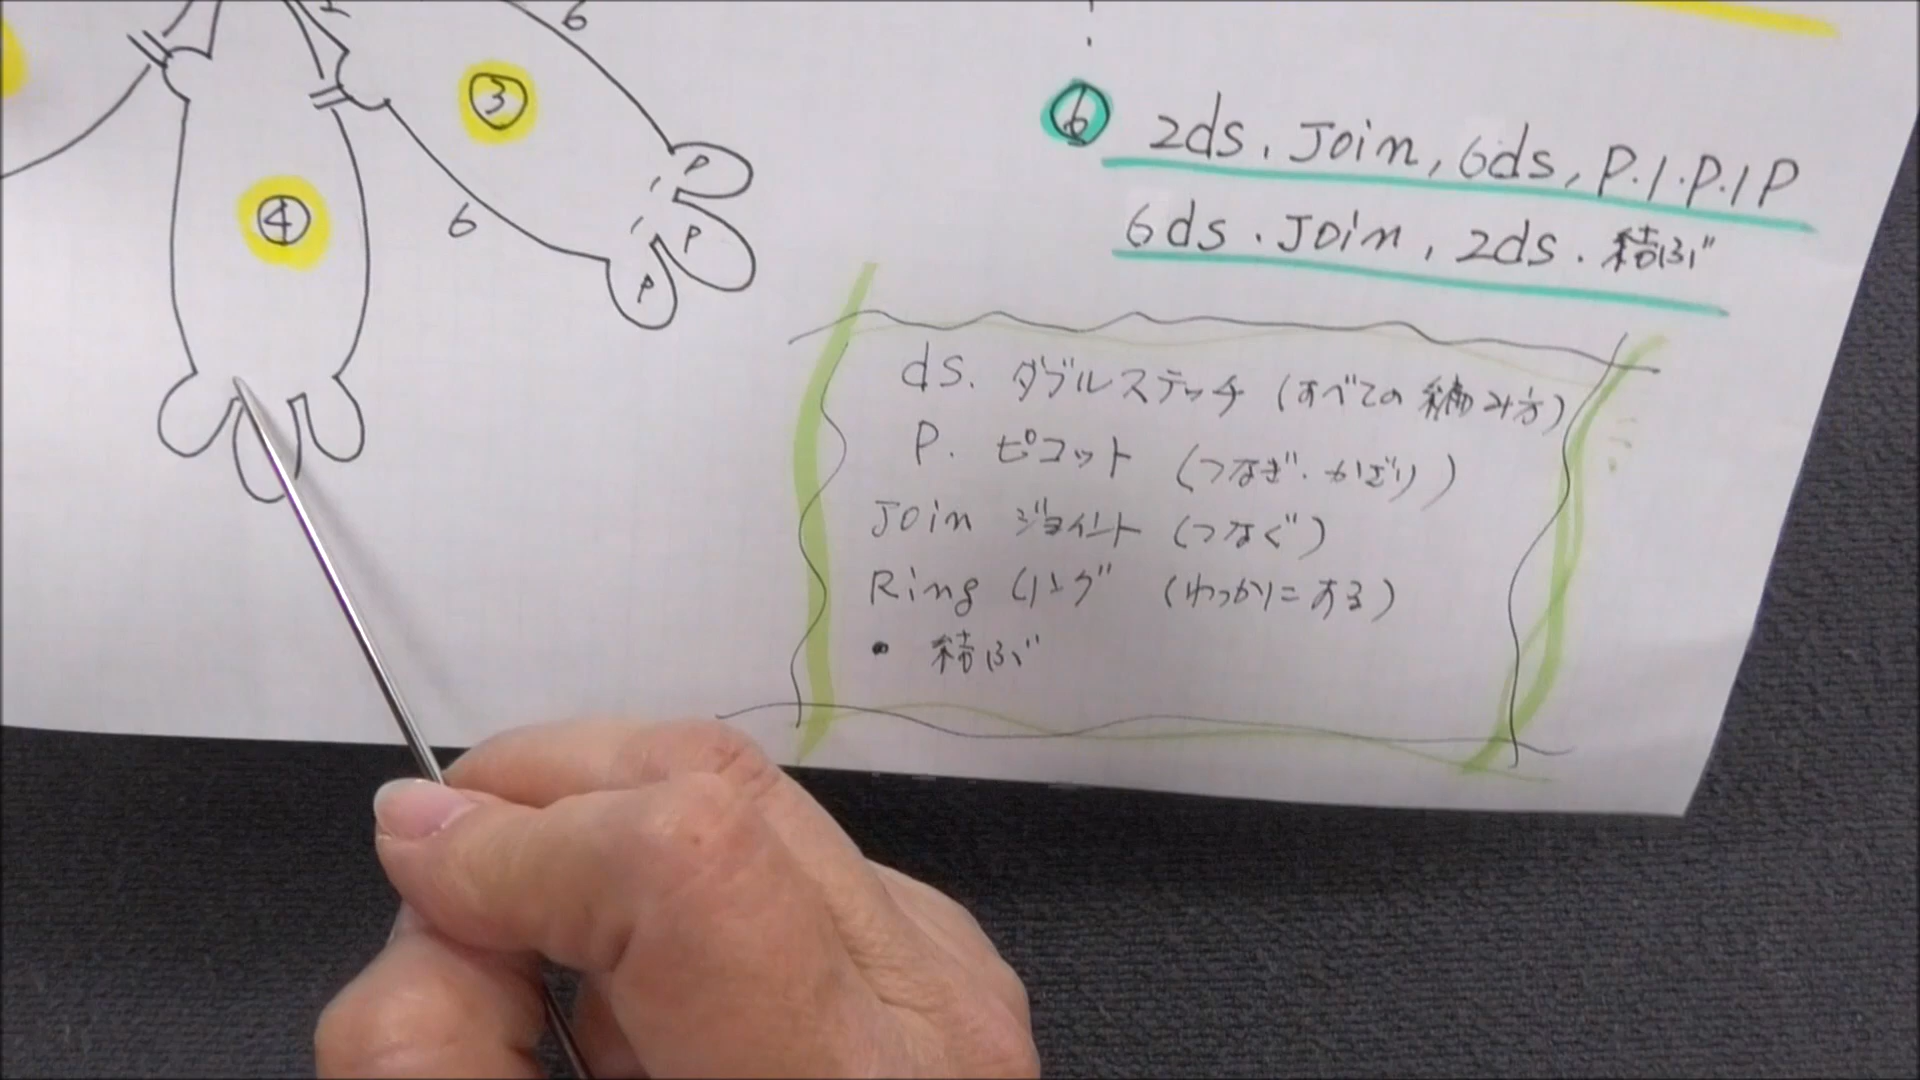 6
③
P
④
6
P
P
⑥ 2ds. Join, 6ds, P.1.P.1P
6ds. Join, 2ds. 結ぶ
ds. ダブルステッチ (すべての編み方)
P. ピコット (つなぎ・かざり)
Join ジョイント (つなぐ)
Ring リング (わっかにする)
• 結ぶ